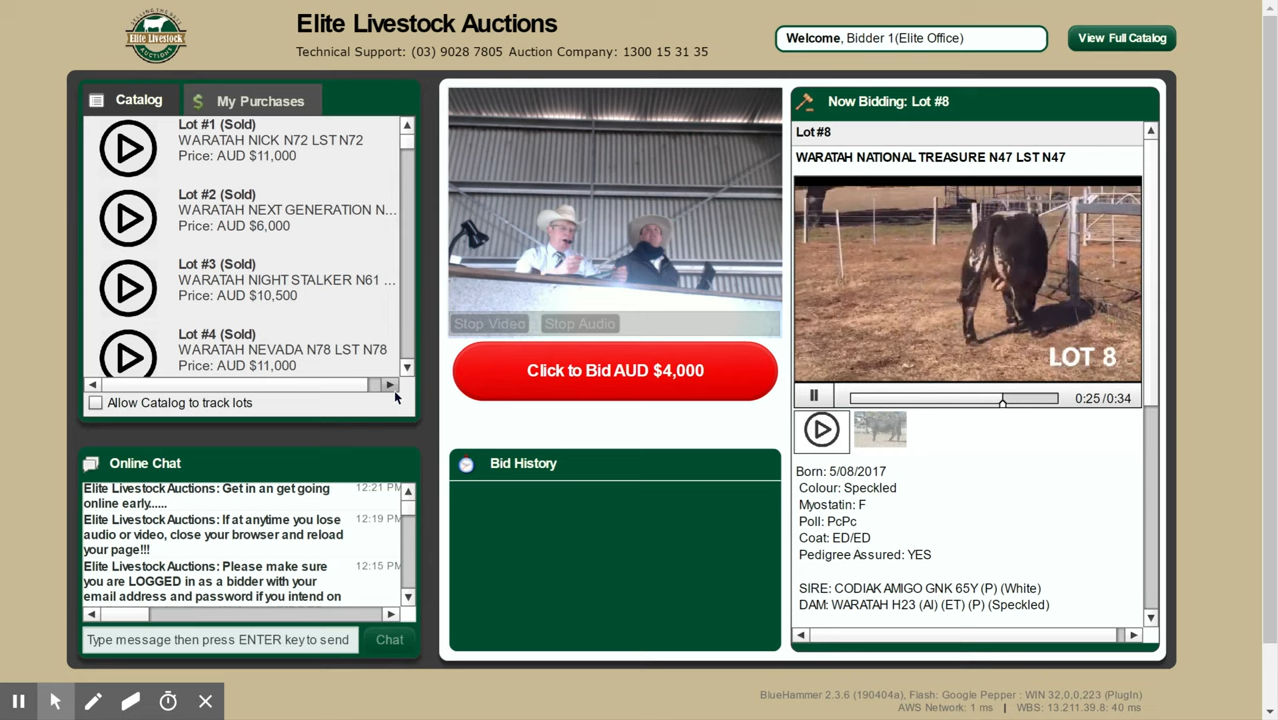 Elite Livestock
AUCTIONS
Elite Livestock Auctions
Technical Support: (03) 9028 7805 Auction Company: 1300 15 31 35
Welcome, Bidder 1(Elite Office)
View Full Catalog
Catalog
My Purchases
Lot #1 (Sold)
WARATAH NICK N72 LST N72
Price: AUD $11,000
Lot #2 (Sold)
WARATAH NEXT GENERATION N...
Price: AUD $6,000
Lot #3 (Sold)
WARATAH NIGHT STALKER N61 ...
Price: AUD $10,500
Lot #4 (Sold)
WARATAH NEVADA N78 LST N78
Price: AUD $11,000
Allow Catalog to track lots
Online Chat
Elite Livestock Auctions: Get in an get going 12:21 PM
online early......
Elite Livestock Auctions: If at anytime you lose 12:19 PM
audio or video, close your browser and reload
your page!!!
Elite Livestock Auctions: Please make sure 12:15 PM
you are LOGGED in as a bidder with your
email address and password if you intend on
Type message then press ENTER key to send
Chat
Stop Video Stop Audio
Click to Bid AUD $4,000
Bid History
Now Bidding: Lot #8
Lot #8
WARATAH NATIONAL TREASURE N47 LST N47
LOT 8
0:25/0:34
Born: 5/08/2017
Colour: Speckled
Myostatin: F
Poll: PcPc
Coat: ED/ED
Pedigree Assured: YES
SIRE: CODIAK AMIGO GNK 65Y (P) (White)
DAM: WARATAH H23 (AI) (ET) (P) (Speckled)
BlueHammer 2.3.6 (190404a), Flash: Google Pepper : WIN 32,0,0,223 (PlugIn)
AWS Network: 1 ms | WBS: 13.211.39.8: 40 ms